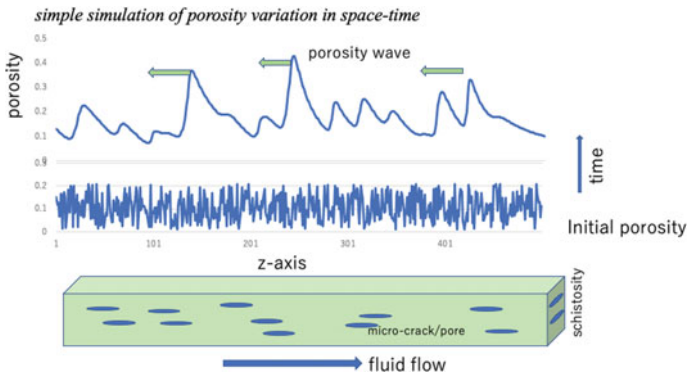 simple simulation of porosity variation in space-time
0.5
porosity wave
0.4
0.3
0.2
0.1
porosity
0.3
0.2
0.1
0
time
Initial porosity
1 101 201 301 401
z-axis
micro-crack/pore
schistosity
fluid flow